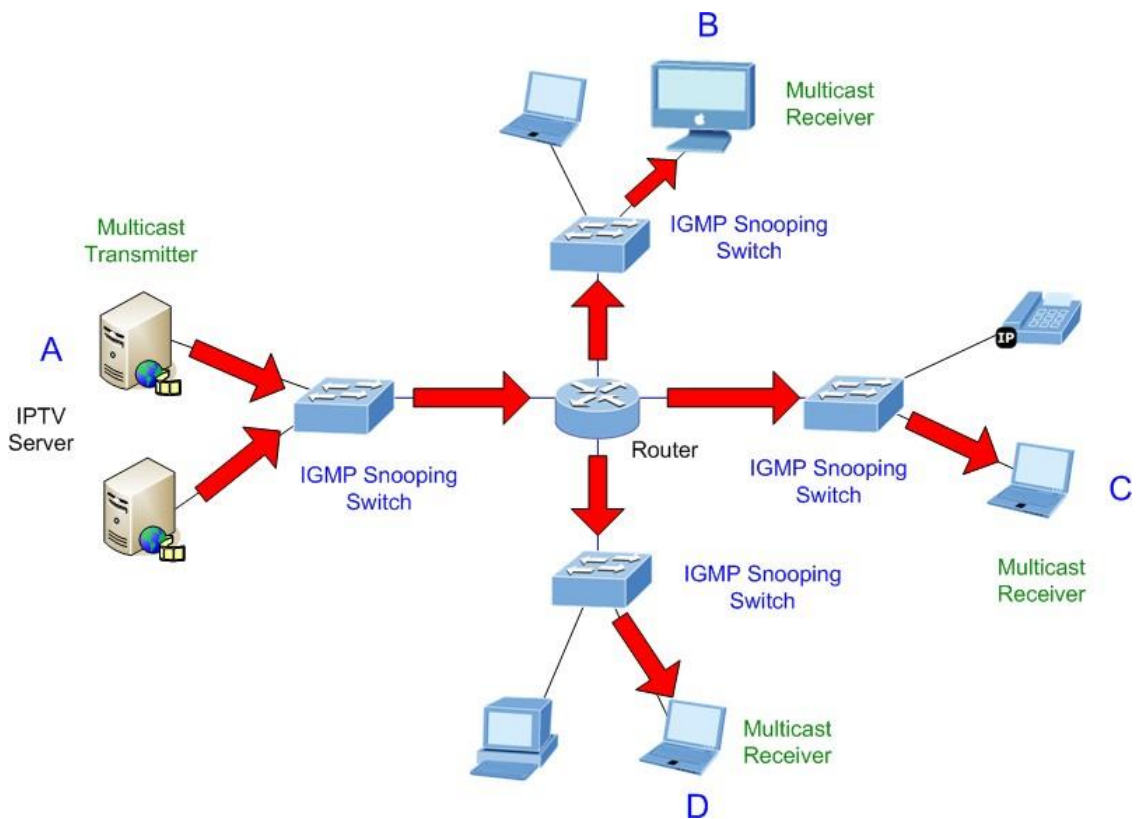 B
Multicast
Receiver
IGMP Snooping
Switch
Multicast
Transmitter
A
IPTV
Server
IGMP Snooping
Switch
Router
IP
IGMP Snooping
Switch
C
Multicast
Receiver
IGMP Snooping
Switch
Multicast
Receiver
D